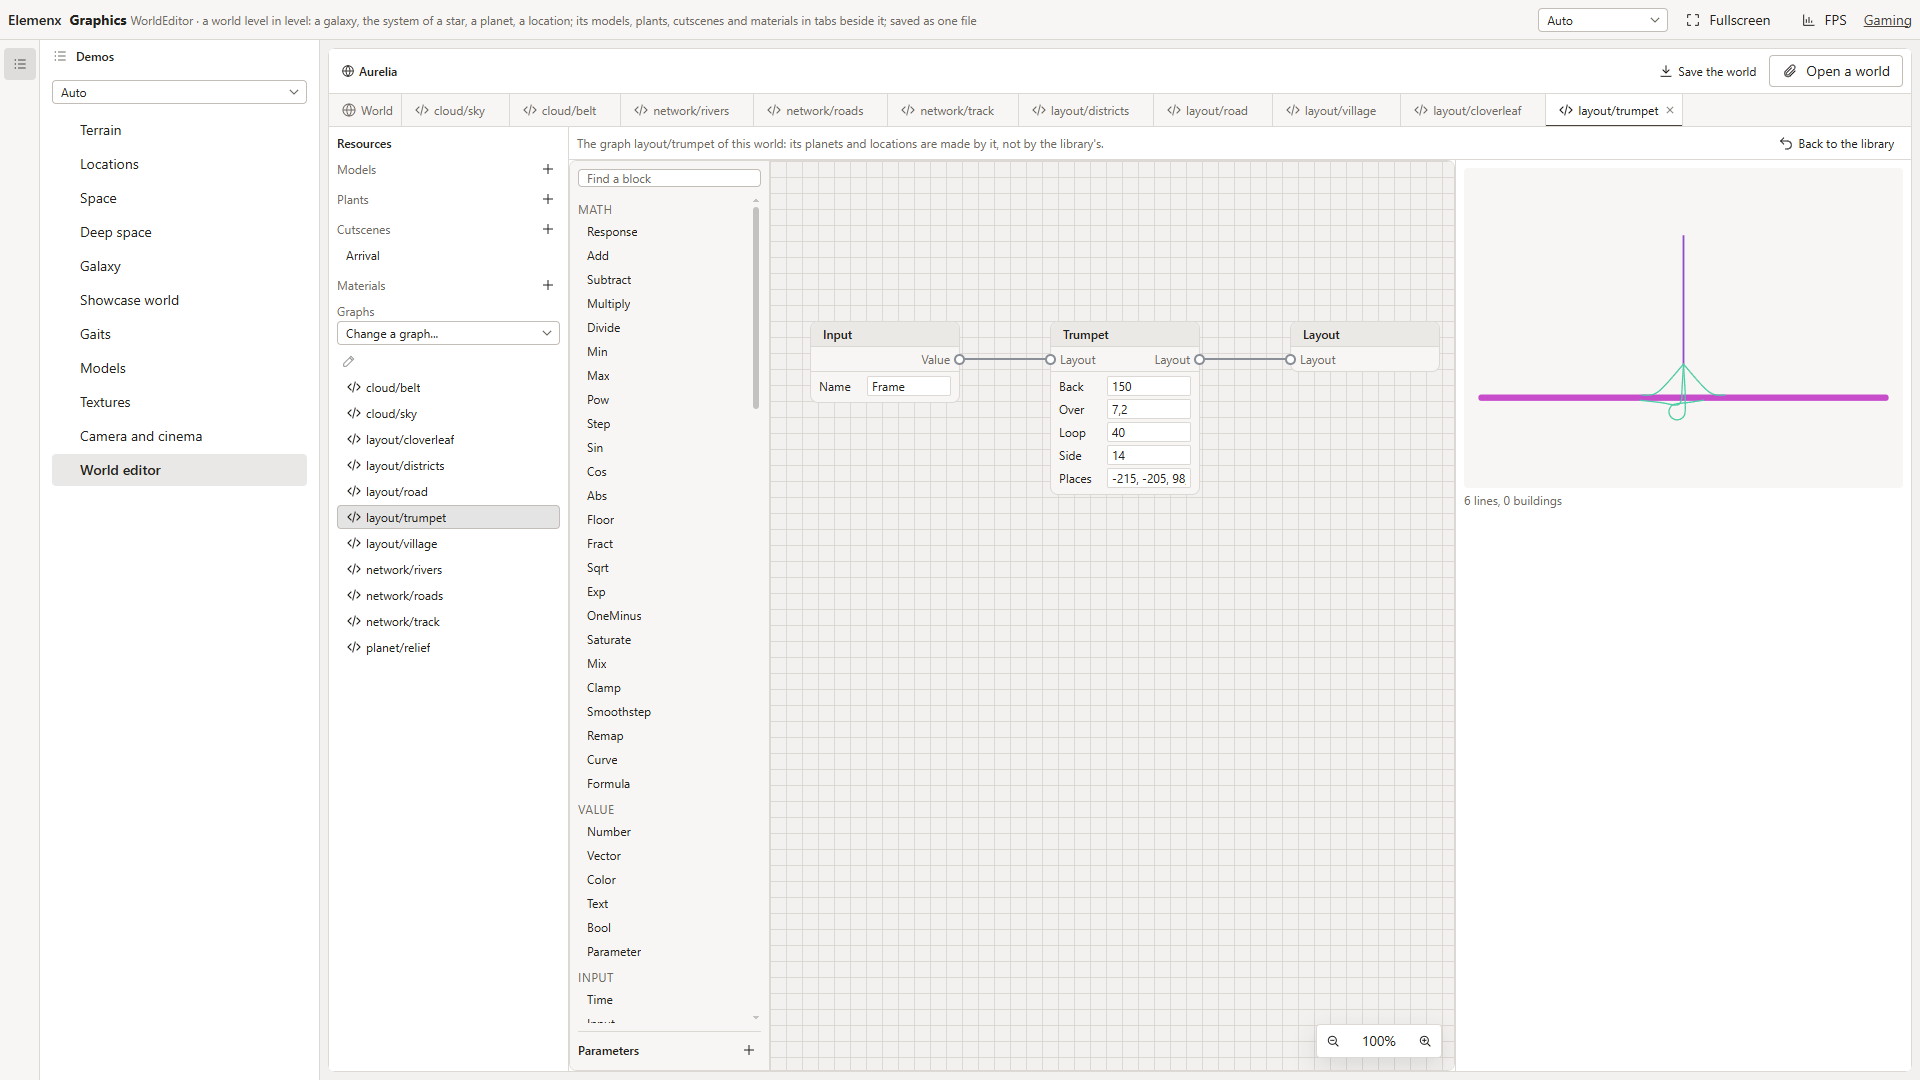 Elemenx Graphics WorldEditor · a world level in level: a galaxy, the system of a star, a planet, a location; its models, plants, cutscenes and materials in tabs beside it; saved as one file
Auto
Fullscreen
FPS
Gaming
Demos
Auto
Terrain
Locations
Space
Deep space
Galaxy
Showcase world
Gaits
Models
Textures
Camera and cinema
World editor
Aurelia
Save the world
Open a world
World
cloud/sky
cloud/belt
network/rivers
network/roads
network/track
layout/districts
layout/road
layout/village
layout/cloverleaf
layout/trumpet
Resources
Models
Plants
Cutscenes
Arrival
Materials
Graphs
Change a graph...
cloud/belt
cloud/sky
layout/cloverleaf
layout/districts
layout/road
layout/trumpet
layout/village
network/rivers
network/roads
network/track
planet/relief
The graph layout/trumpet of this world: its planets and locations are made by it, not by the library's.
Back to the library
Find a block
MATH
Response
Add
Subtract
Multiply
Divide
Min
Max
Pow
Step
Sin
Cos
Abs
Floor
Fract
Sqrt
Exp
OneMinus
Saturate
Mix
Clamp
Smoothstep
Remap
Curve
Formula
VALUE
Number
Vector
Color
Text
Bool
Parameter
INPUT
Time
Parameters
Input
Value
Name Frame
Trumpet
Layout Layout
Back 150
Over 7,2
Loop 40
Side 14
Places -215, -205, 98
Layout
Layout
100%
6 lines, 0 buildings